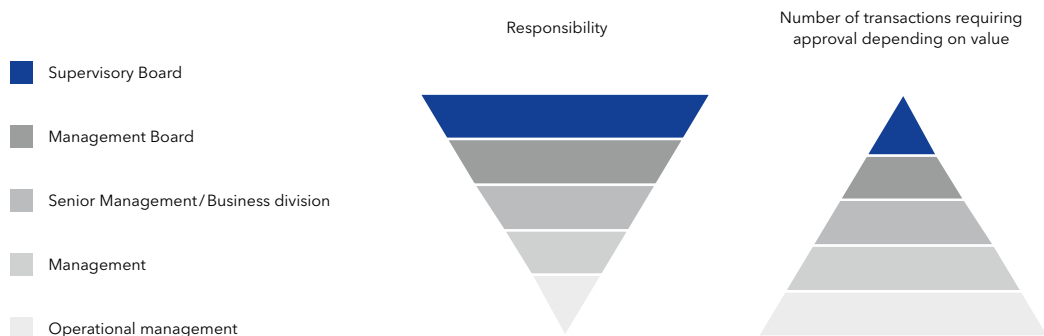 Responsibility
Number of transactions requiring
approval depending on value
Supervisory Board
Management Board
Senior Management/Business division
Management
Operational management